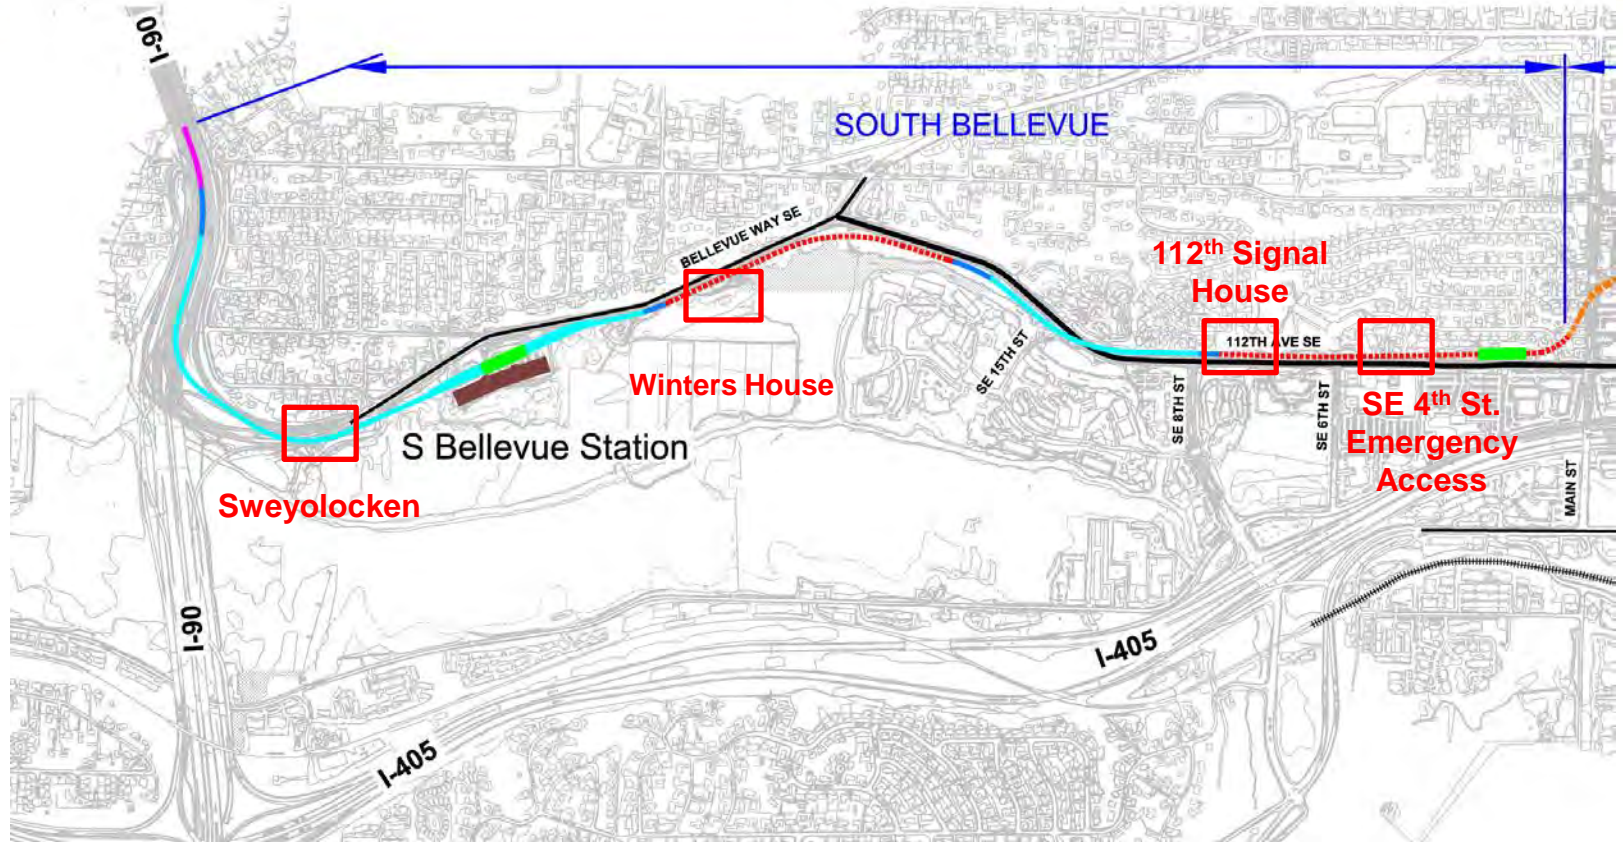 I-90
SOUTH BELLEVUE
BELLEVUE WAY SE
112th Signal
House
112TH AVE SE
Winters House
SE 15TH ST
SE 8TH ST
SE 6TH ST
SE 4th St.
Emergency
Access
MAIN ST
S Bellevue Station
Sweyolocken
I-90
I-405
I-405